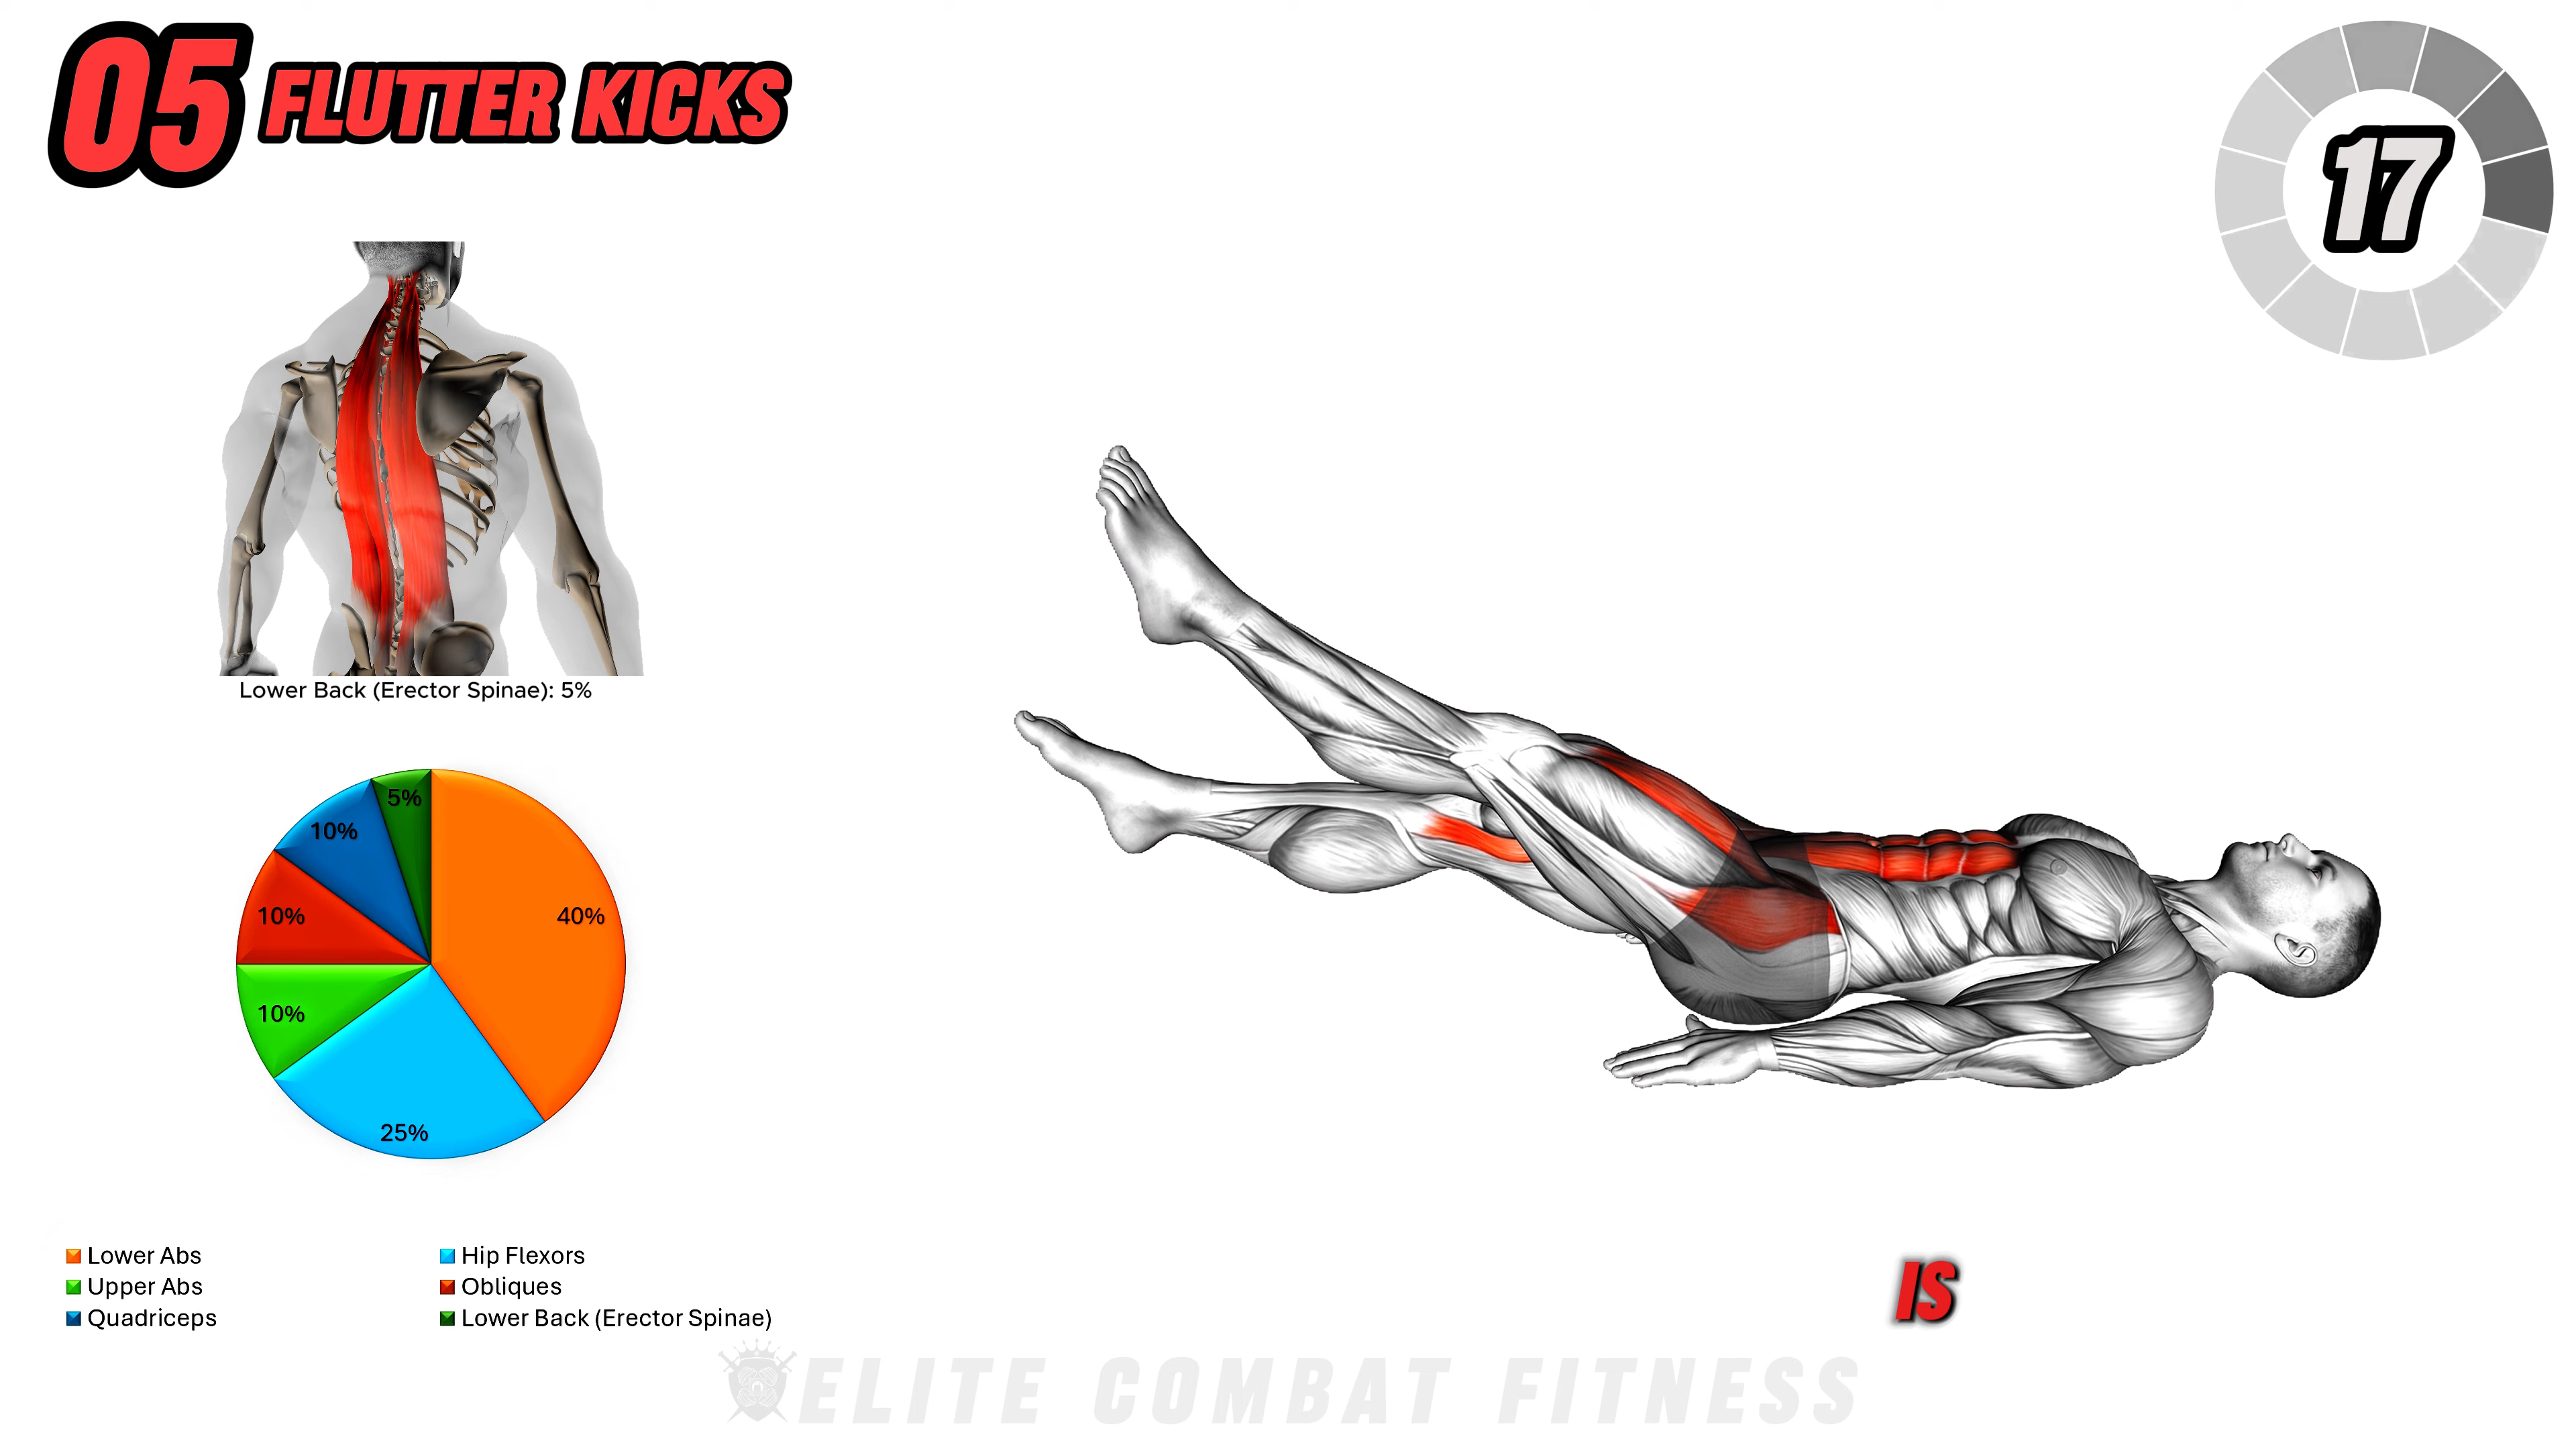 05 FLUTTER KICKS
17
Lower Back (Erector Spinae): 5%
5%
10%
40%
10%
10%
25%
Lower Abs
Hip Flexors
Upper Abs
Obliques
Quadriceps
Lower Back (Erector Spinae)
IS
ELITE COMBAT FITNESS